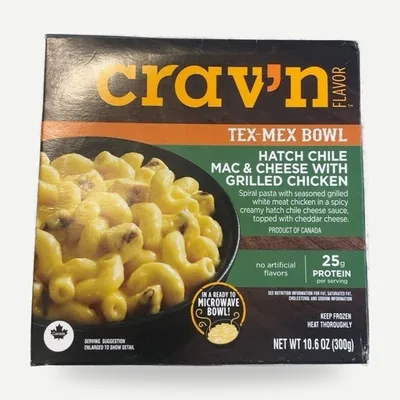 crav'n
FLAVOR
TEX-MEX BOWL
HATCH CHILE
MAC & CHEESE WITH
GRILLED CHICKEN
Spiral pasta with seasoned grilled
white meat chicken in a spicy
creamy hatch chile cheese sauce,
topped with cheddar cheese.
PRODUCT OF CANADA
no artificial
flavors
25g
PROTEIN
per serving
SEE NUTRITION INFORMATION FOR FAT, SATURATED FAT,
CHOLESTEROL AND SODIUM INFORMATION
IN A READY TO
MICROWAVE
BOWL!
KEEP FROZEN
HEAT THOROUGHLY
SERVING SUGGESTION
ENLARGED TO SHOW DETAIL
NET WT 10.6 OZ (300g)